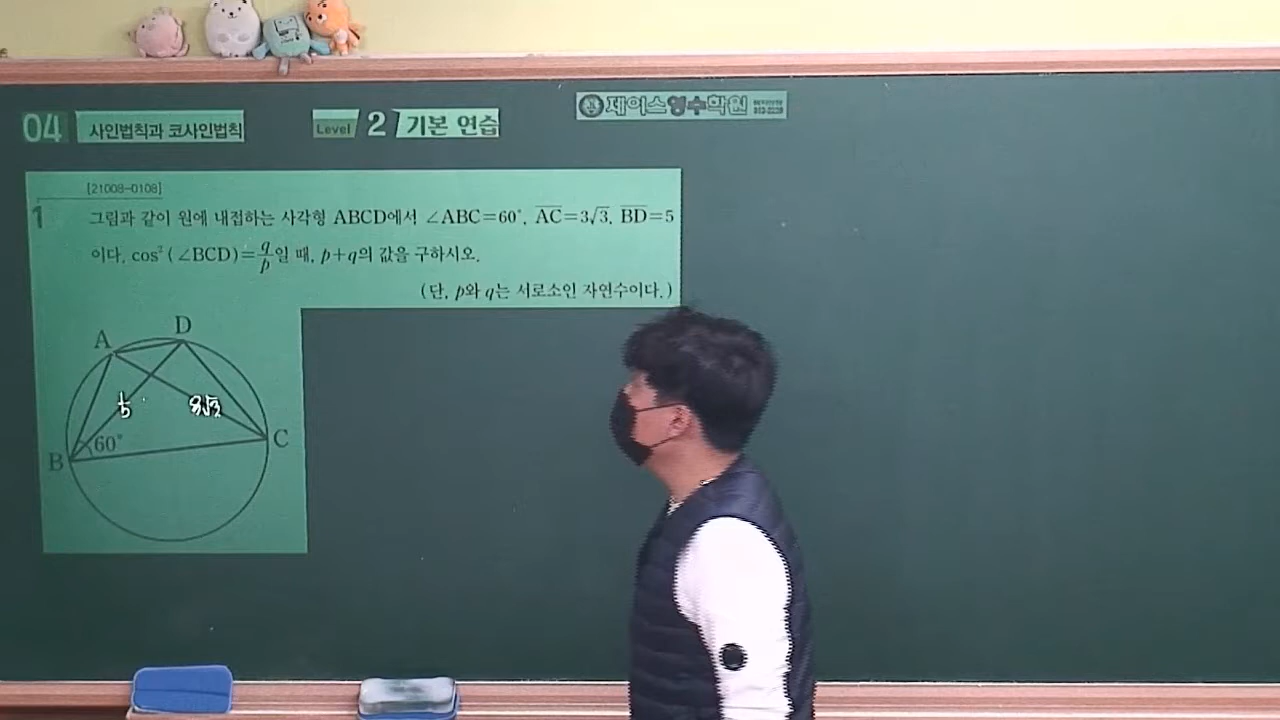 04 사인법칙과 코사인법칙 Level 2 기본 연습 제이스영수학원
[21008-0108]
1 그림과 같이 원에 내접하는 사각형 ABCD에서 ∠ABC=60°, AC=3√3, BD=5
이다. cos²(∠BCD)=q/p일 때, p+q의 값을 구하시오.
(단, p와 q는 서로소인 자연수이다.)
A D
5 3√3
60°
B C